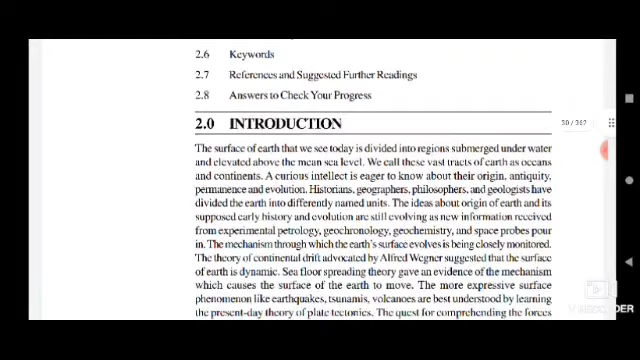 2.6 Keywords
2.7 References and Suggested Further Readings
2.8 Answers to Check Your Progress
2.0 INTRODUCTION
30 / 362
The surface of earth that we see today is divided into regions submerged under water
and elevated above the mean sea level. We call these vast tracts of earth as oceans
and continents. A curious intellect is eager to know about their origin, antiquity,
permanence and evolution. Historians, geographers, philosophers, and geologists have
divided the earth into differently named units. The ideas about origin of earth and its
supposed early history and evolution are still evolving as new information received
from experimental petrology, geochronology, geochemistry, and space probes pour
in. The mechanism through which the earth's surface evolves is being closely monitored.
The theory of continental drift advocated by Alfred Wegner suggested that the surface
of earth is dynamic. Sea floor spreading theory gave an evidence of the mechanism
which causes the surface of the earth to move. The more expressive surface
phenomenon like earthquakes, tsunamis, volcanoes are best understood by learning
the present-day theory of plate tectonics. The quest for comprehending the forces